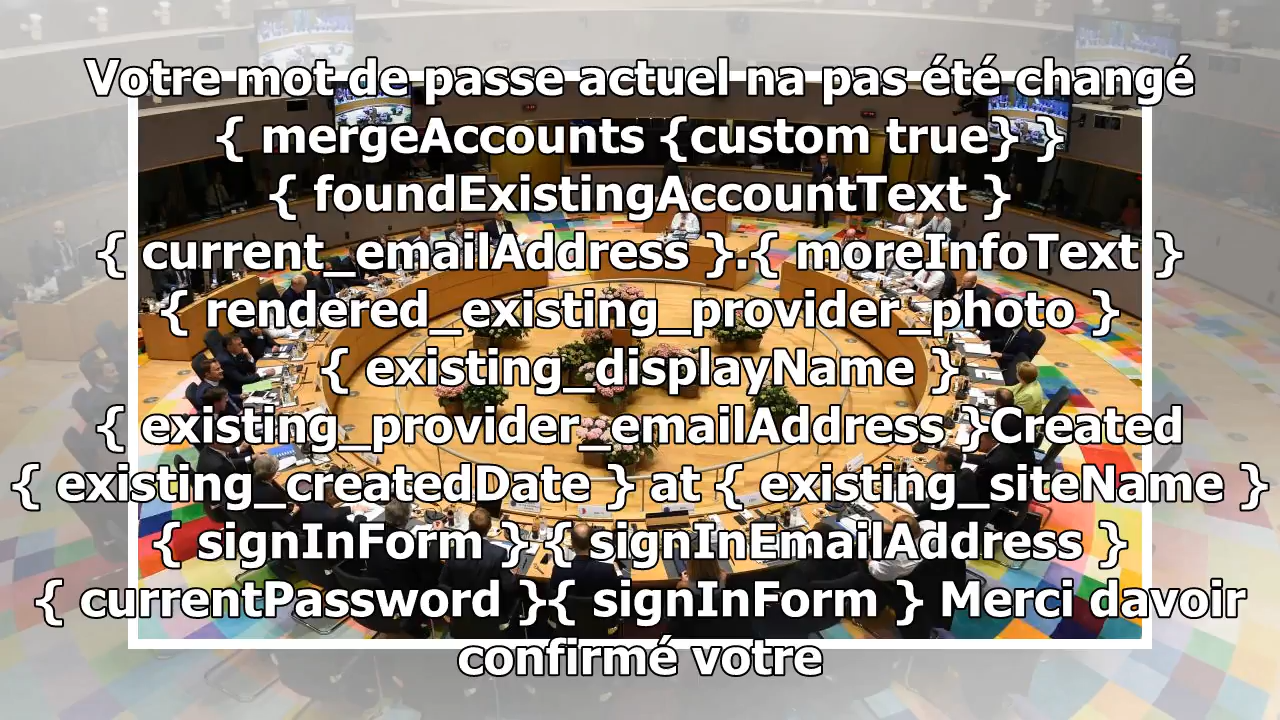 Votre mot de passe actuel na pas été changé
{ mergeAccounts {custom true} }
{ foundExistingAccountText }
{ current_emailAddress }.{ moreInfoText }
{ rendered_existing_provider_photo }
{ existing_displayName }
{ existing_provider_emailAddress }Created
{ existing_createdDate } at { existing_siteName }
{ signInForm }{ signInEmailAddress }
{ currentPassword }{ signInForm } Merci davoir
confirmé votre